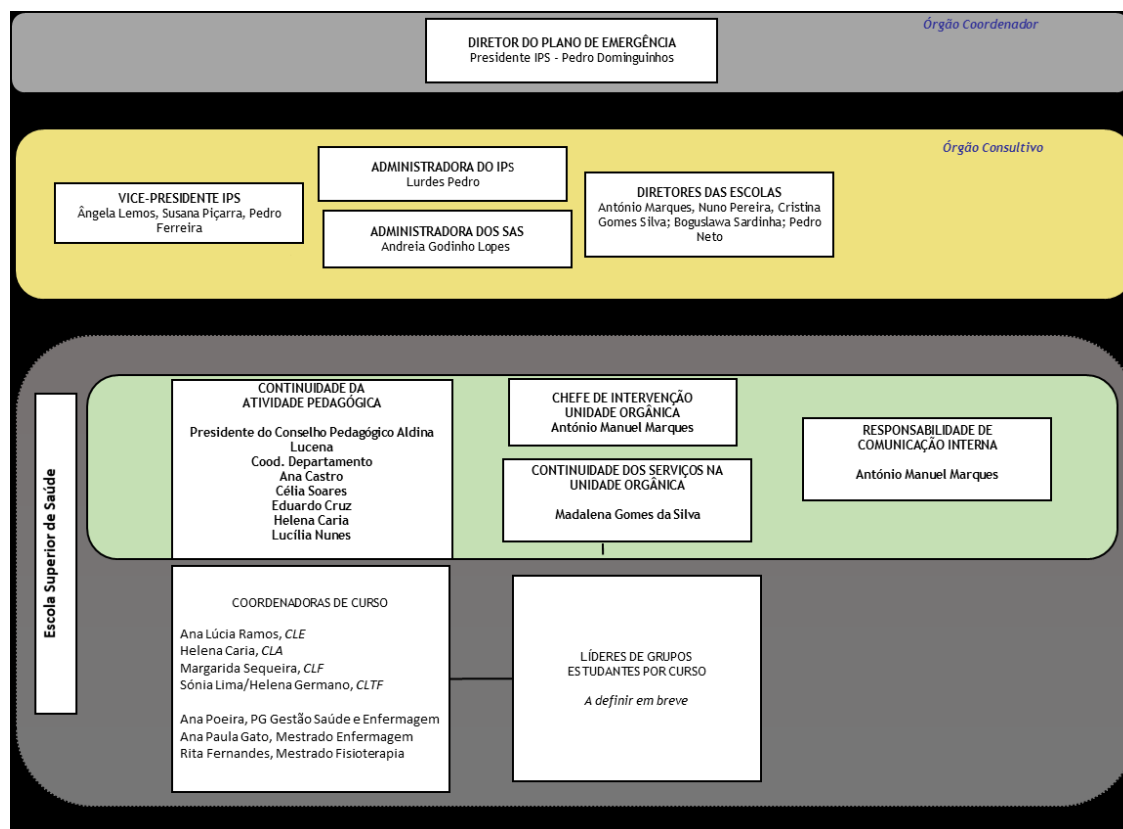 Órgão Coordenador
DIRETOR DO PLANO DE EMERGÊNCIA
Presidente IPS - Pedro Dominguinhos
Órgão Consultivo
VICE-PRESIDENTE IPS
Ângela Lemos, Susana Piçarra, Pedro
Ferreira
ADMINISTRADORA DO IPS
Lurdes Pedro
ADMINISTRADORA DOS SAS
Andreia Godinho Lopes
DIRETORES DAS ESCOLAS
António Marques, Nuno Pereira, Cristina
Gomes Silva; Boguslawa Sardinha; Pedro
Neto
Escola Superior de Saúde
CONTINUIDADE DA
ATIVIDADE PEDAGÓGICA
Presidente do Conselho Pedagógico Aldina
Lucena
Cood. Departamento
Ana Castro
Célia Soares
Eduardo Cruz
Helena Caria
Lucília Nunes
CHEFE DE INTERVENÇÃO
UNIDADE ORGÂNICA
António Manuel Marques
CONTINUIDADE DOS SERVIÇOS NA
UNIDADE ORGÂNICA
Madalena Gomes da Silva
RESPONSABILIDADE DE
COMUNICAÇÃO INTERNA
António Manuel Marques
COORDENADORAS DE CURSO
Ana Lúcia Ramos, CLE
Helena Caria, CLA
Margarida Sequeira, CLF
Sónia Lima/Helena Germano, CLTF
Ana Poeira, PG Gestão Saúde e Enfermagem
Ana Paula Gato, Mestrado Enfermagem
Rita Fernandes, Mestrado Fisioterapia
LÍDERES DE GRUPOS
ESTUDANTES POR CURSO
A definir em breve